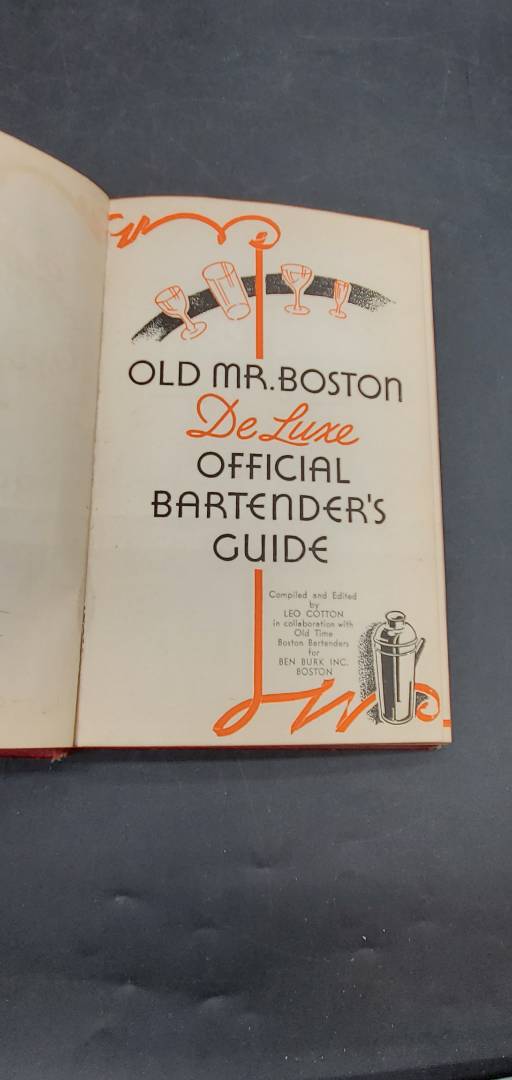 OLD MR. BOSTON
De Luxe
OFFICIAL
BARTENDER'S
GUIDE
Compiled and Edited
by
LEO COTTON
in collaboration with
Old Time
Boston Bartenders
for
BEN BURK INC.
BOSTON